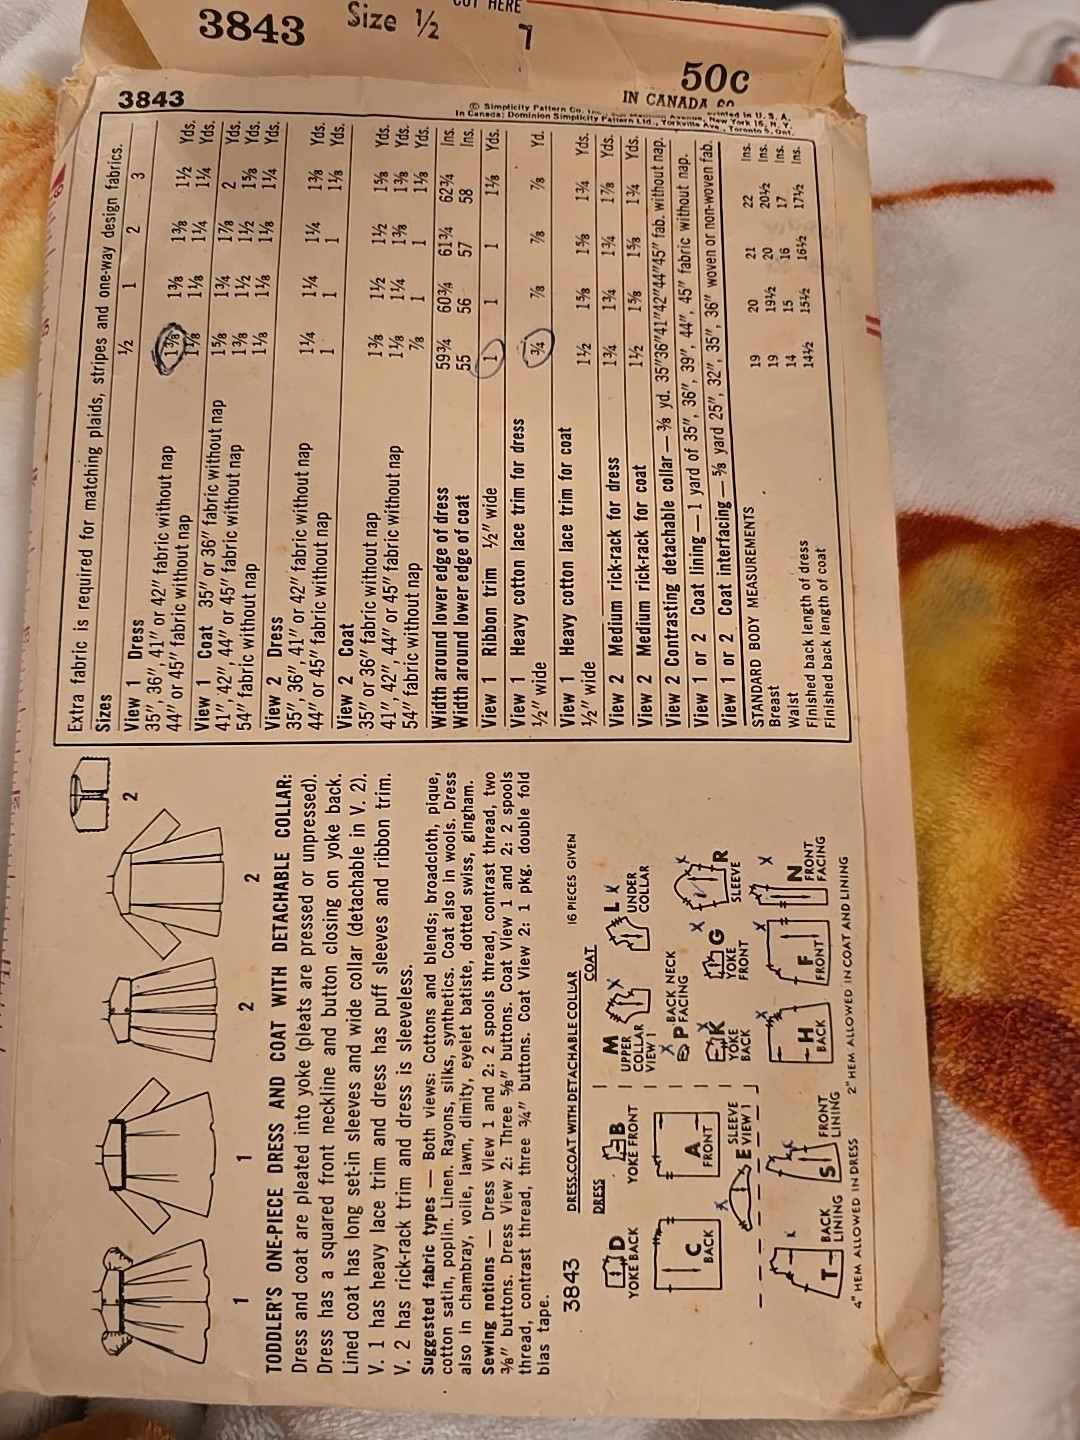 CUT HERE
3843 Size ½
1
50c
IN CANADA
3843
© Simplicity Pattern Co. Inc. Printed in U. S. A.
In Canada: Dominion Simplicity Pattern Ltd., Yorkville Ave., Toronto 5, Ont.
New York 16, N. Y.
Extra fabric is required for matching plaids, stripes and one-way design fabrics.
Sizes ½ 1 2 3
View 1 Dress
35", 36", 41" or 42" fabric without nap 1⅜ 1⅜ 1⅜ 1½ Yds.
44" or 45" fabric without nap 1⅛ 1⅛ 1¼ 1¼ Yds.
View 1 Coat 35" or 36" fabric without nap 1⅝ 1¾ 1⅞ 2 Yds.
41", 42", 44" or 45" fabric without nap 1⅜ 1½ 1½ 1⅝ Yds.
54" fabric without nap 1⅛ 1⅛ 1⅛ 1¼ Yds.
View 2 Dress
35", 36", 41" or 42" fabric without nap 1¼ 1¼ 1¼ 1⅜ Yds.
44" or 45" fabric without nap 1 1 1 1⅛ Yds.
View 2 Coat
35" or 36" fabric without nap 1⅜ 1½ 1½ 1⅝ Yds.
41", 42", 44" or 45" fabric without nap 1⅛ 1¼ 1⅜ 1⅜ Yds.
54" fabric without nap ⅞ 1 1 1⅛ Yds.
Width around lower edge of dress 59¾ 60¾ 61¾ 62¾ Ins.
Width around lower edge of coat 55 56 57 58 Ins.
View 1 Ribbon trim ½" wide 1 1 1 1⅛ Yds.
View 1 Heavy cotton lace trim for dress
½" wide ¾ ⅞ ⅞ ⅞ Yd.
View 1 Heavy cotton lace trim for coat
½" wide 1½ 1⅝ 1⅝ 1¾ Yds.
View 2 Medium rick-rack for dress 1¾ 1¾ 1¾ 1⅞ Yds.
View 2 Medium rick-rack for coat 1½ 1⅝ 1⅝ 1¾ Yds.
View 2 Contrasting detachable collar — ⅜ yd. 35"36"41"42"44"45" fab. without nap.
View 1 or 2 Coat lining — 1 yard of 35", 36", 39", 44", 45" fabric without nap.
View 1 or 2 Coat interfacing — ⅝ yard 25", 32", 35", 36" woven or non-woven fab.
STANDARD BODY MEASUREMENTS
Breast 19 20 21 22 Ins.
Waist 19 19½ 20 20½ Ins.
Finished back length of dress 14 15 16 17 Ins.
Finished back length of coat 14½ 15½ 16½ 17½ Ins.
1 1 2 2 2
TODDLER'S ONE-PIECE DRESS AND COAT WITH DETACHABLE COLLAR:
Dress and coat are pleated into yoke (pleats are pressed or unpressed).
Dress has a squared front neckline and button closing on yoke back.
Lined coat has long set-in sleeves and wide collar (detachable in V. 2).
V. 1 has heavy lace trim and dress has puff sleeves and ribbon trim.
V. 2 has rick-rack trim and dress is sleeveless.
Suggested fabric types — Both views: Cottons and blends; broadcloth, pique,
cotton satin, poplin. Linen. Rayons, silks, synthetics. Coat also in wools. Dress
also in chambray, voile, lawn, dimity, eyelet batiste, dotted swiss, gingham.
Sewing notions — Dress View 1 and 2: 2 spools thread, contrast thread, two
⅜" buttons. Dress View 2: Three ⅝" buttons. Coat View 1 and 2: 2 spools
thread, contrast thread, three ¾" buttons. Coat View 2: 1 pkg. double fold
bias tape.
3843 DRESS,COAT WITH DETACHABLE COLLAR 16 PIECES GIVEN
DRESS
COAT
D
YOKE BACK
B
YOKE FRONT
M
UPPER
COLLAR
VIEW 1
L X
UNDER
COLLAR
P BACK NECK
FACING
C
BACK
A
FRONT
K
YOKE
BACK
G
YOKE
FRONT
R
SLEEVE
E SLEEVE
VIEW 1
T BACK
LINING
S FRONT
LINING
H
BACK
F
FRONT
N
FRONT
FACING
4" HEM ALLOWED IN DRESS
2" HEM ALLOWED IN COAT AND LINING